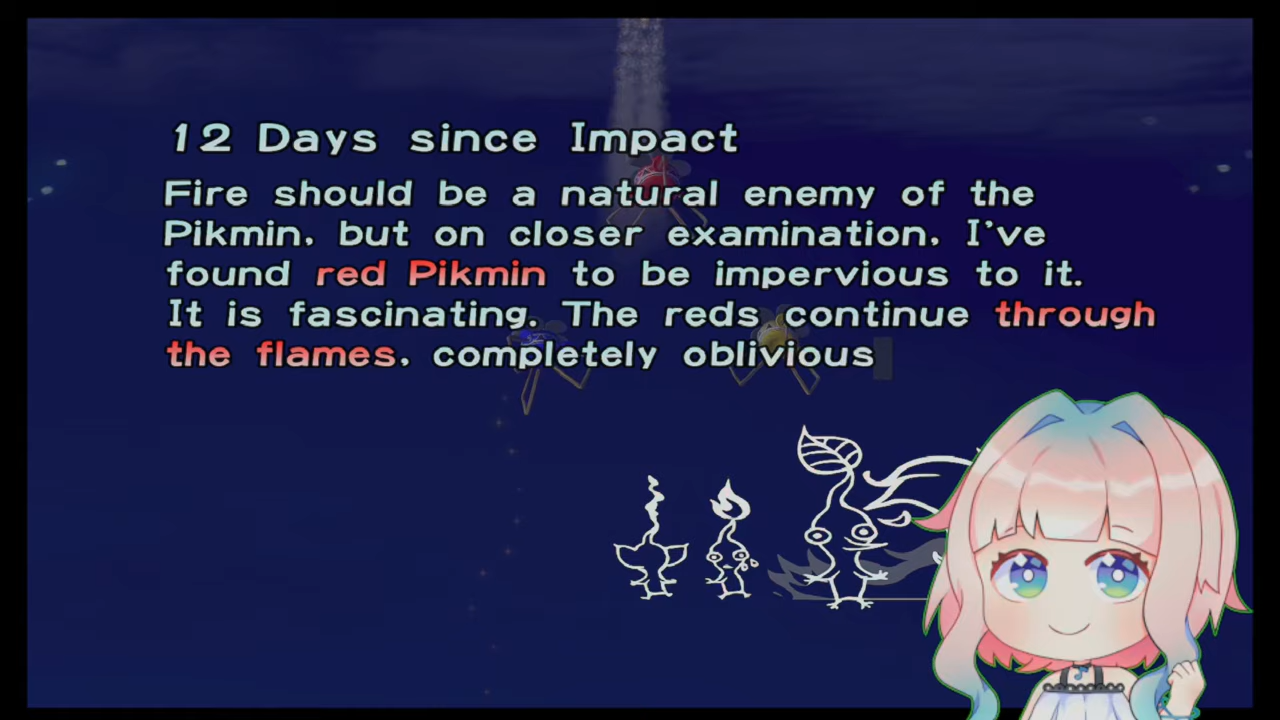 12 Days since Impact
Fire should be a natural enemy of the
Pikmin, but on closer examination, I've
found red Pikmin to be impervious to it.
It is fascinating. The reds continue through
the flames, completely oblivious